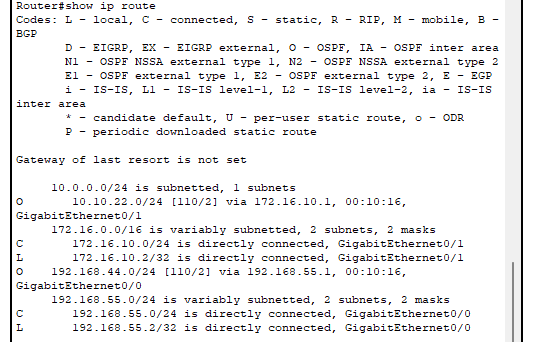 Router#show ip route
Codes: L - local, C - connected, S - static, R - RIP, M - mobile, B -
BGP
D - EIGRP, EX - EIGRP external, O - OSPF, IA - OSPF inter area
N1 - OSPF NSSA external type 1, N2 - OSPF NSSA external type 2
E1 - OSPF external type 1, E2 - OSPF external type 2, E - EGP
i - IS-IS, L1 - IS-IS level-1, L2 - IS-IS level-2, ia - IS-IS
inter area
* - candidate default, U - per-user static route, o - ODR
P - periodic downloaded static route
Gateway of last resort is not set
10.0.0.0/24 is subnetted, 1 subnets
O 10.10.22.0/24 [110/2] via 172.16.10.1, 00:10:16,
GigabitEthernet0/1
172.16.0.0/16 is variably subnetted, 2 subnets, 2 masks
C 172.16.10.0/24 is directly connected, GigabitEthernet0/1
L 172.16.10.2/32 is directly connected, GigabitEthernet0/1
O 192.168.44.0/24 [110/2] via 192.168.55.1, 00:10:16,
GigabitEthernet0/0
192.168.55.0/24 is variably subnetted, 2 subnets, 2 masks
C 192.168.55.0/24 is directly connected, GigabitEthernet0/0
L 192.168.55.2/32 is directly connected, GigabitEthernet0/0